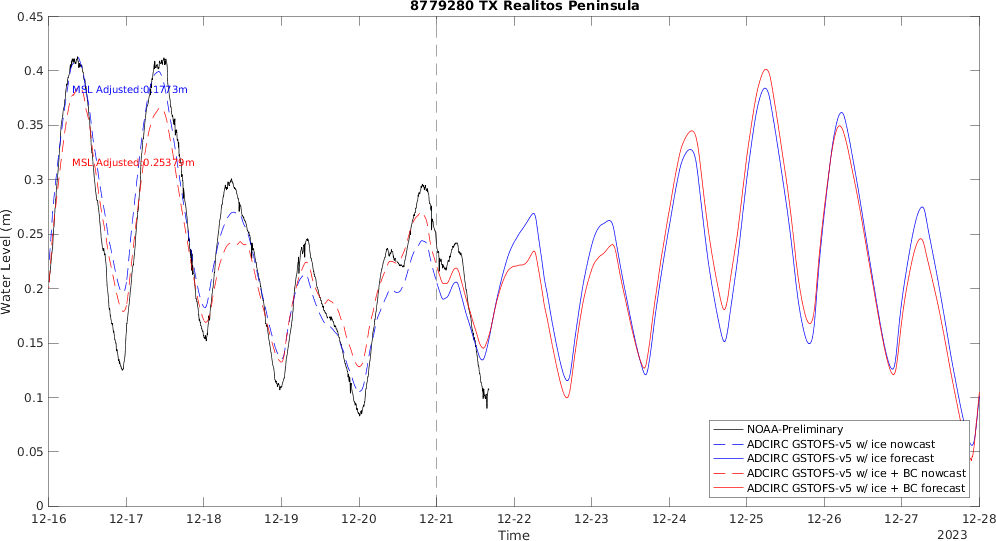 8779280 TX Realitos Peninsula
0.45
0.4
0.35
0.3
0.25
0.2
0.15
0.1
0.05
0
Water Level (m)
MSL Adjusted:0.1773m
MSL Adjusted:0.25379m
NOAA-Preliminary
ADCIRC GSTOFS-v5 w/ ice nowcast
ADCIRC GSTOFS-v5 w/ ice forecast
ADCIRC GSTOFS-v5 w/ ice + BC nowcast
ADCIRC GSTOFS-v5 w/ ice + BC forecast
12-16 12-17 12-18 12-19 12-20 12-21 12-22 12-23 12-24 12-25 12-26 12-27 12-28
Time
2023